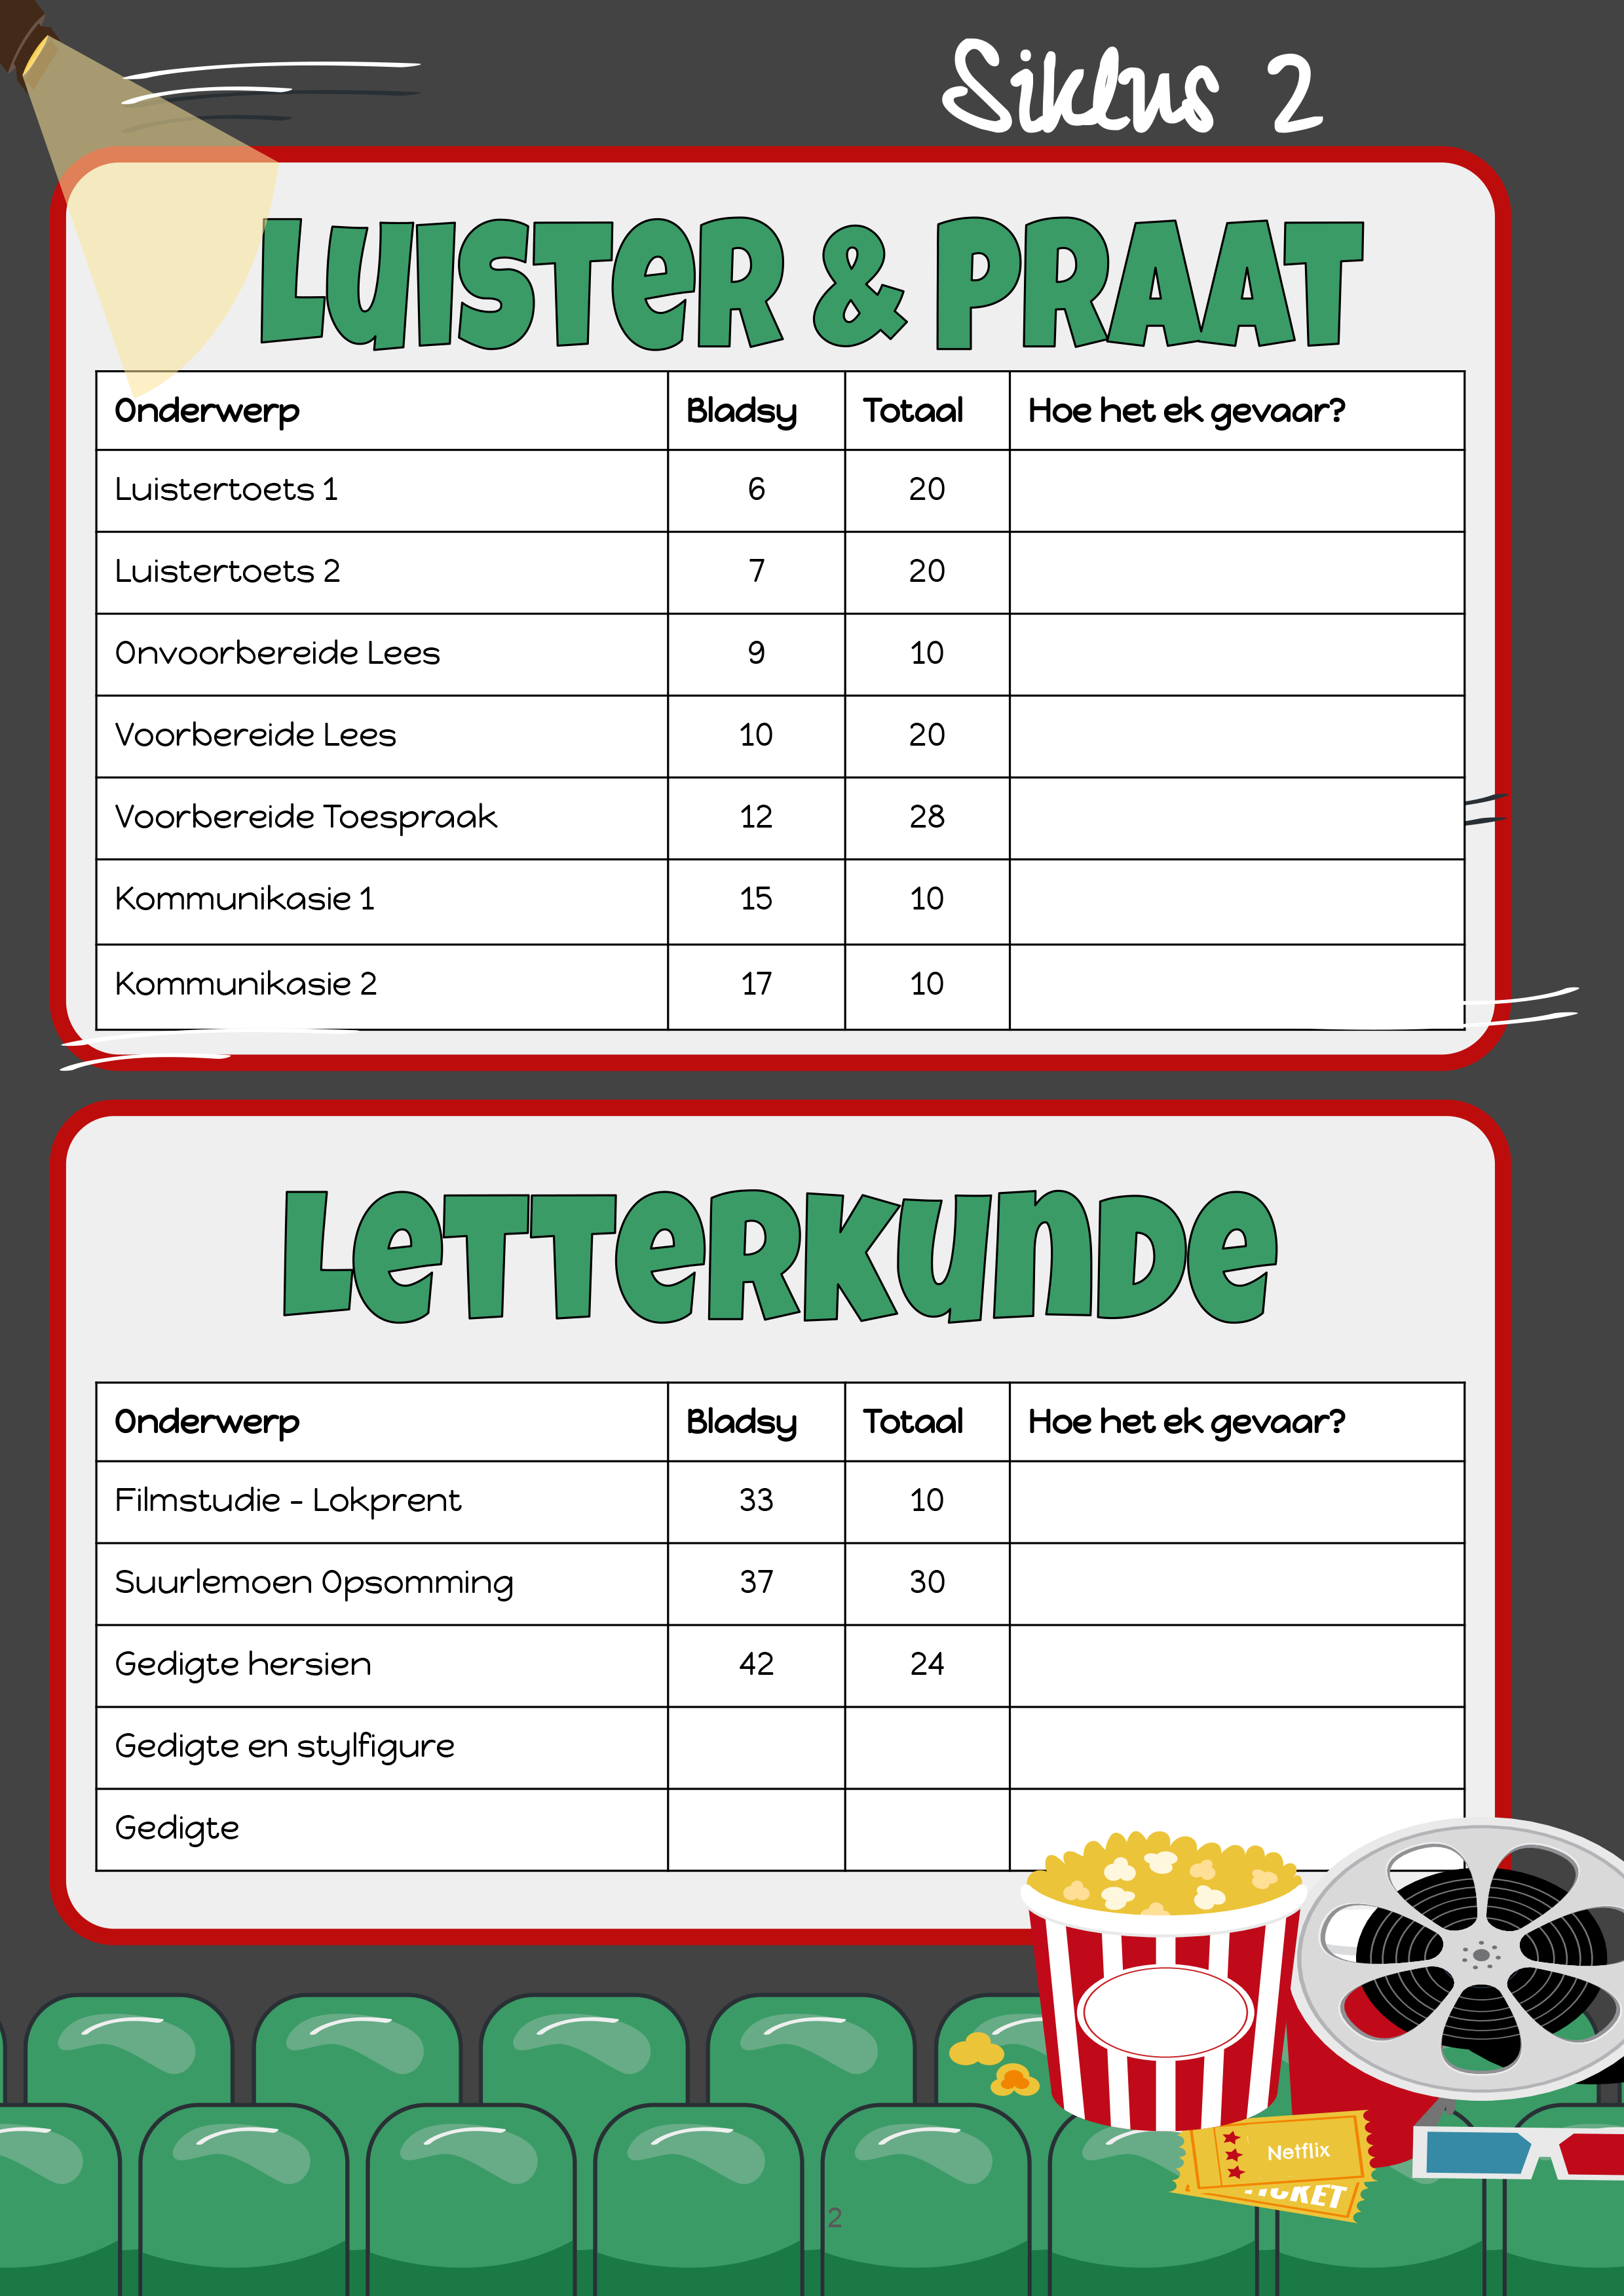 Siklus 2
LUISTER & PRAAT
Onderwerp Bladsy Totaal Hoe het ek gevaar?
Luistertoets 1 6 20
Luistertoets 2 7 20
Onvoorbereide Lees 9 10
Voorbereide Lees 10 20
Voorbereide Toespraak 12 28
Kommunikasie 1 15 10
Kommunikasie 2 17 10
LETTERKUNDE
Onderwerp Bladsy Totaal Hoe het ek gevaar?
Filmstudie - Lokprent 33 10
Suurlemoen Opsomming 37 30
Gedigte hersien 42 24
Gedigte en stylfigure
Gedigte
Netflix
TICKET
2